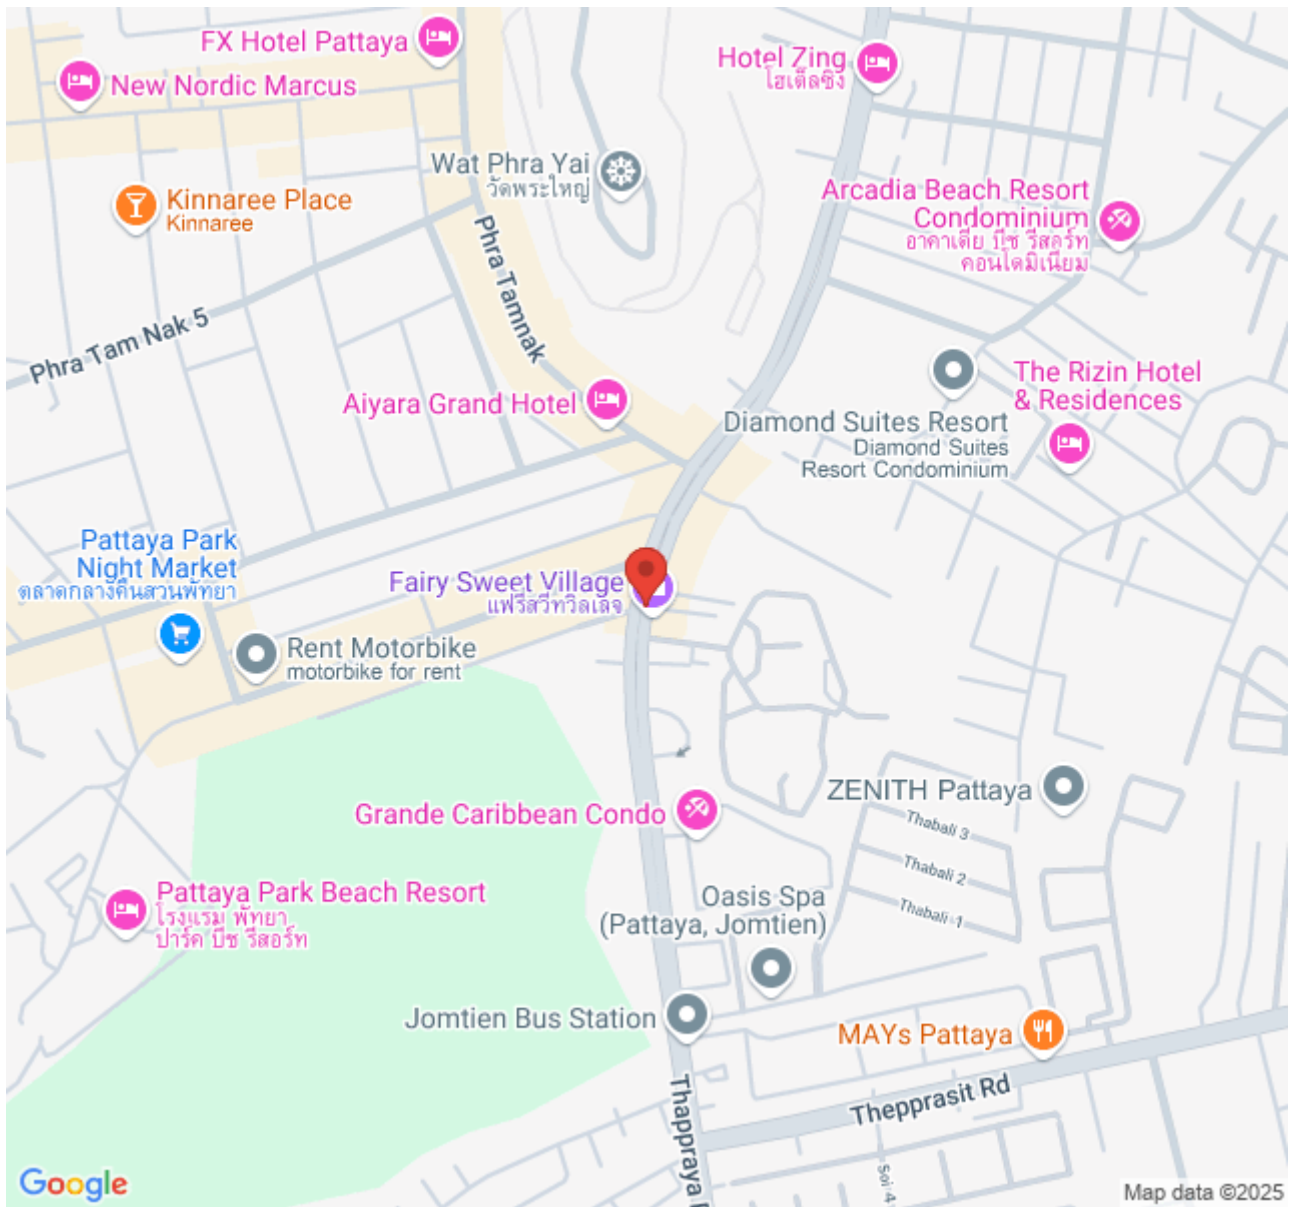 FX Hotel Pattaya
Hotel Zing
โฮเต็ลซิง
New Nordic Marcus
Wat Phra Yai
วัดพระใหญ่
Arcadia Beach Resort
Condominium
อาคาเดีย บีช รีสอร์ท
คอนโดมิเนียม
Kinnaree Place
Kinnaree
Phra Tamnak
Phra Tam Nak 5
Aiyara Grand Hotel
The Rizin Hotel
& Residences
Diamond Suites Resort
Diamond Suites
Resort Condominium
Pattaya Park
Night Market
ตลาดกลางคืนสวนพัทยา
Fairy Sweet Village
แฟรีสวีทวิลเลจ
Rent Motorbike
motorbike for rent
ZENITH Pattaya
Grande Caribbean Condo
Thabali 3
Thabali 2
Thabali 1
Pattaya Park Beach Resort
โรงแรม พัทยา
ปาร์ค บีช รีสอร์ท
Oasis Spa
(Pattaya, Jomtien)
Jomtien Bus Station
MAYs Pattaya
Thepprasit Rd
Thappraya
Soi 4
Google
Map data ©2025